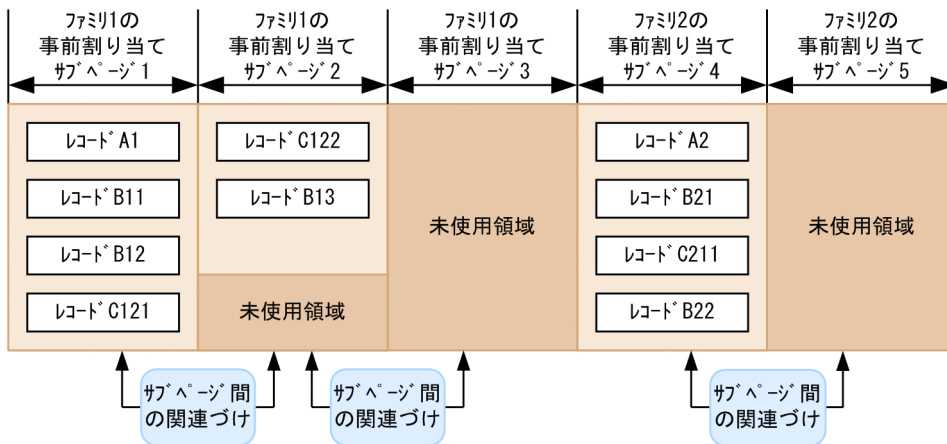 ファミリ1の
事前割り当て
サブページ1
ファミリ1の
事前割り当て
サブページ2
ファミリ1の
事前割り当て
サブページ3
ファミリ2の
事前割り当て
サブページ4
ファミリ2の
事前割り当て
サブページ5
レコードA1
レコードB11
レコードB12
レコードC121
レコードC122
レコードB13
未使用領域
未使用領域
レコードA2
レコードB21
レコードC211
レコードB22
未使用領域
サブページ間
の関連づけ
サブページ間
の関連づけ
サブページ間
の関連づけ